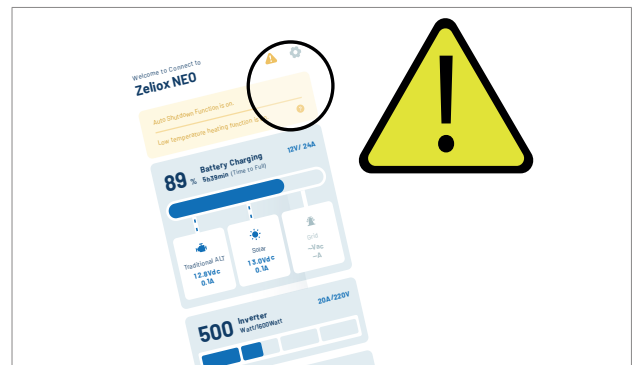 Welcome to Connect to
Zeliox NEO
Auto Shutdown Function is on.
Low temperature heating function is
?
89 %
Battery Charging
5h39min (Time to Full)
12V/ 24A
Traditional ALT
12.8Vdc
0.1A
Solar
13.0Vdc
0.1A
Grid
--Vdc
--A
500
Inverter
Watt/1600Watt
20A/220V
!